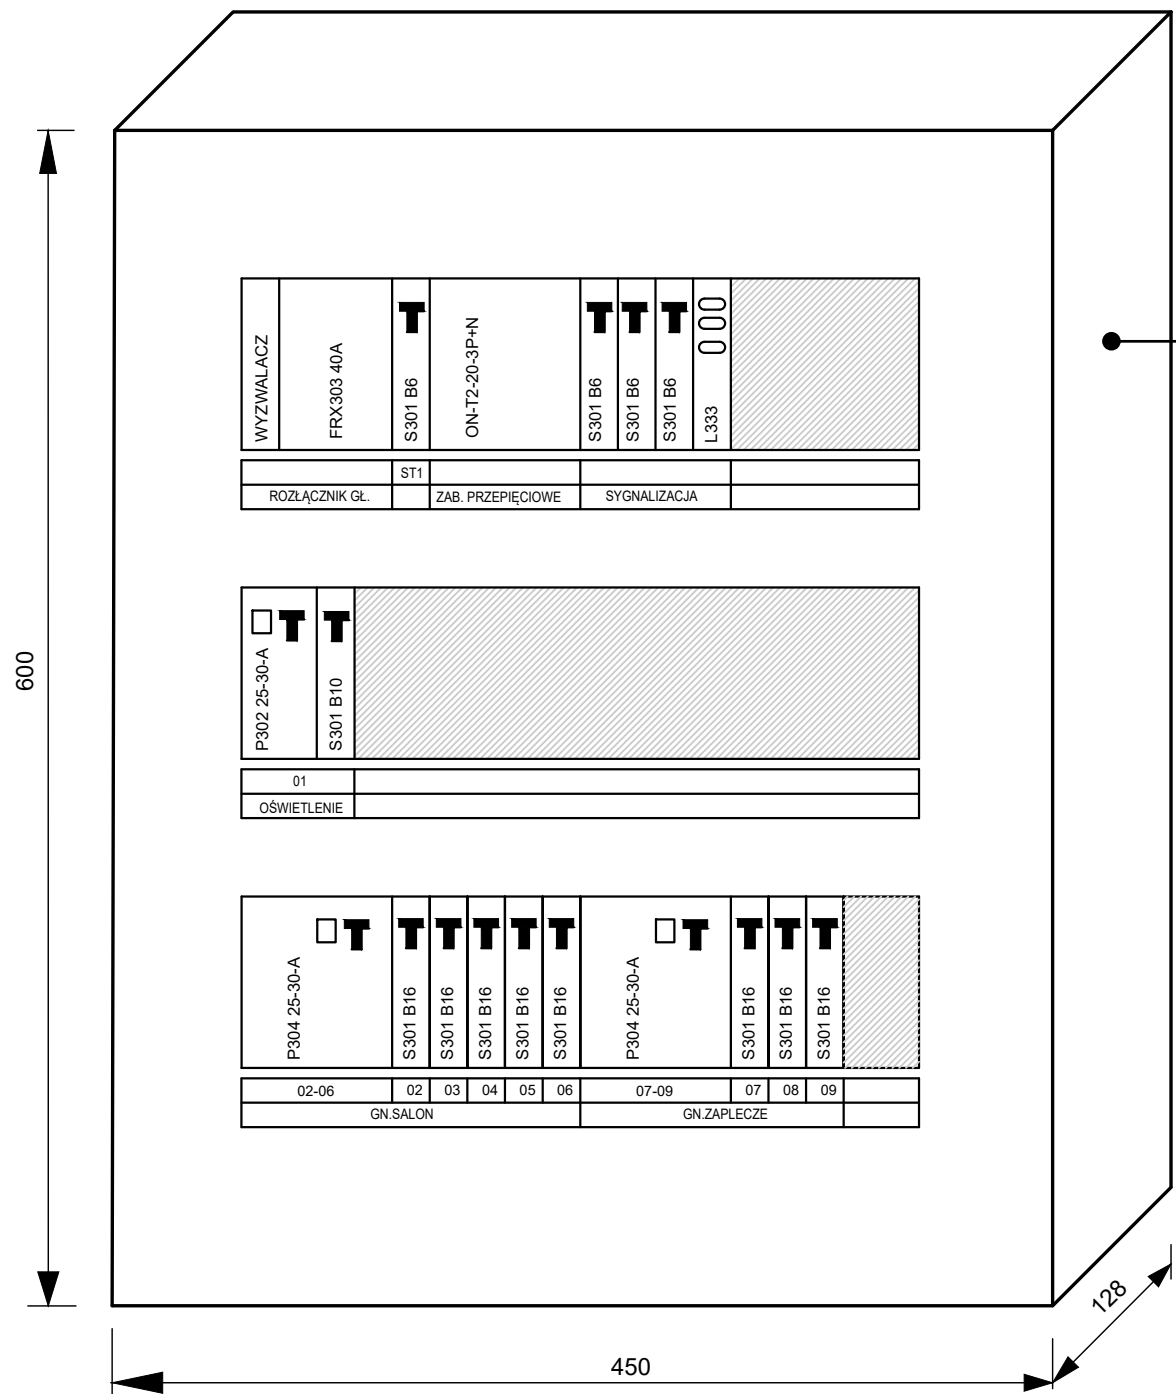 WYZWALACZ
FRX303 40A
S301 B6
ON-T2-20-3P+N
S301 B6
S301 B6
S301 B6
L333
ST1
ROZŁĄCZNIK GŁ.
ZAB. PRZEPIĘCIOWE
SYGNALIZACJA
P302 25-30-A
S301 B10
01
OŚWIETLENIE
P304 25-30-A
S301 B16
S301 B16
S301 B16
S301 B16
S301 B16
P304 25-30-A
S301 B16
S301 B16
S301 B16
02-06
02
03
04
05
06
07-09
07
08
09
GN.SALON
GN.ZAPLECZE
600
450
128